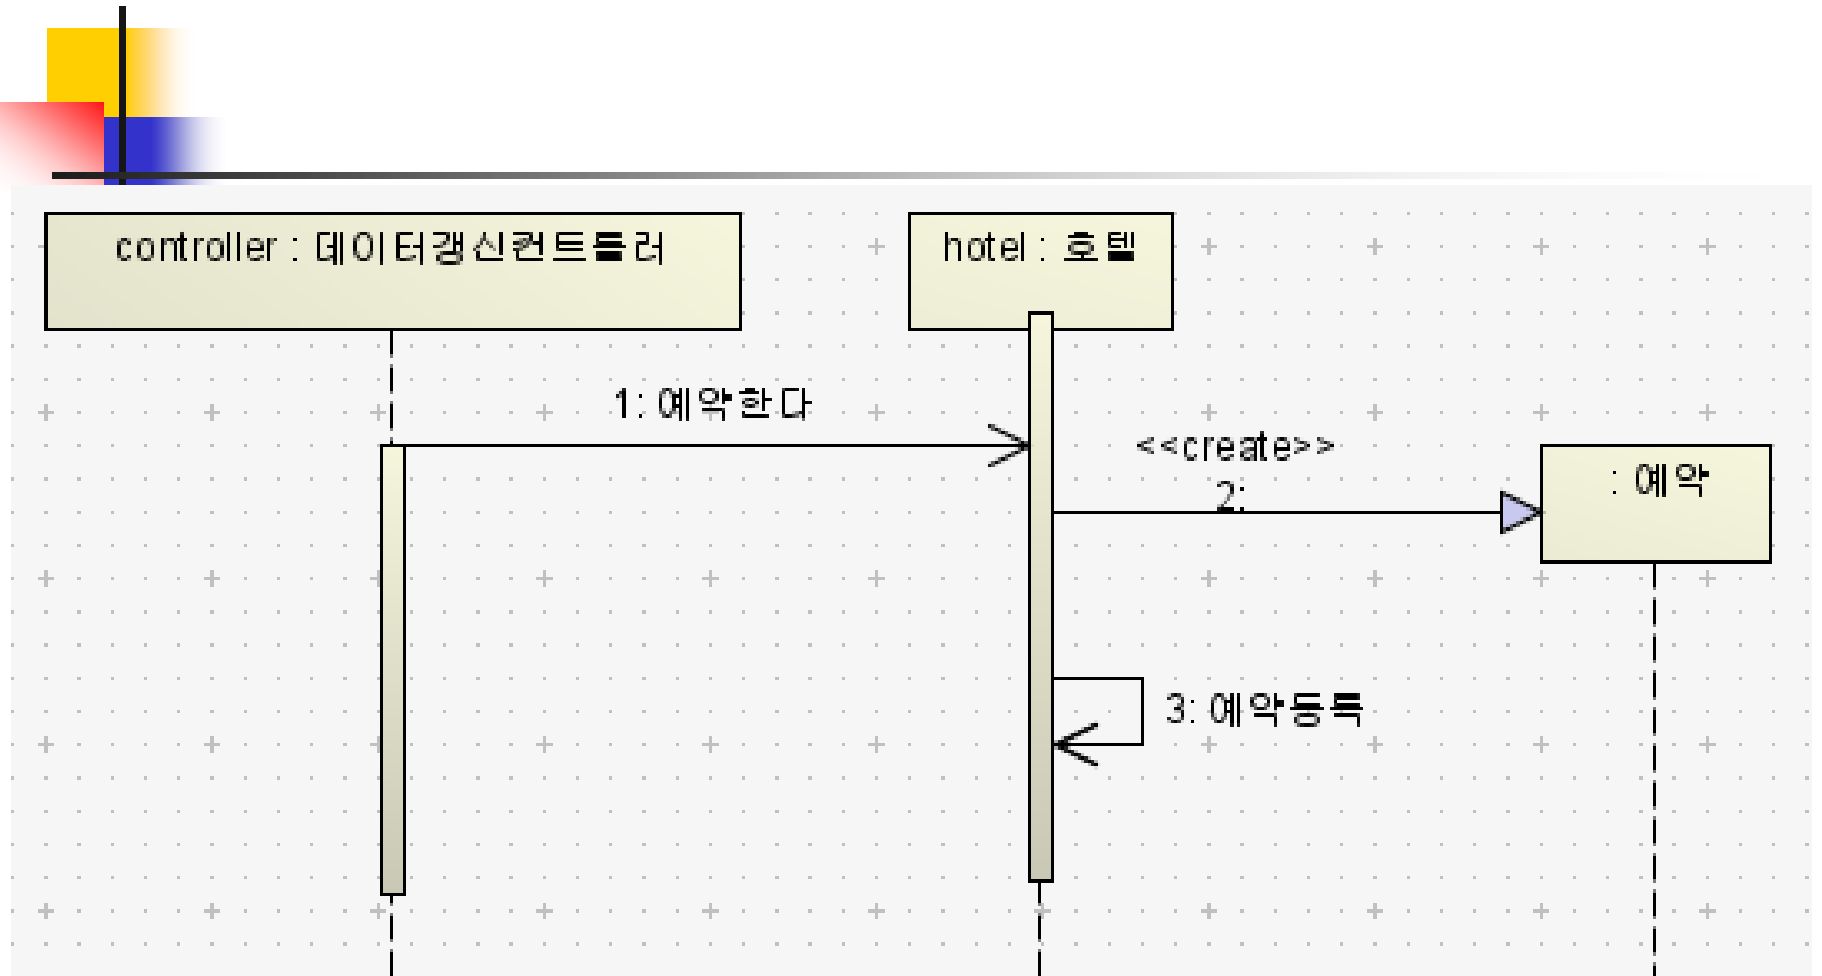 controller : 데이터갱신컨트롤러
hotel : 호텔
1: 예약한다
<<create>>
2:
: 예약
3: 예약등록